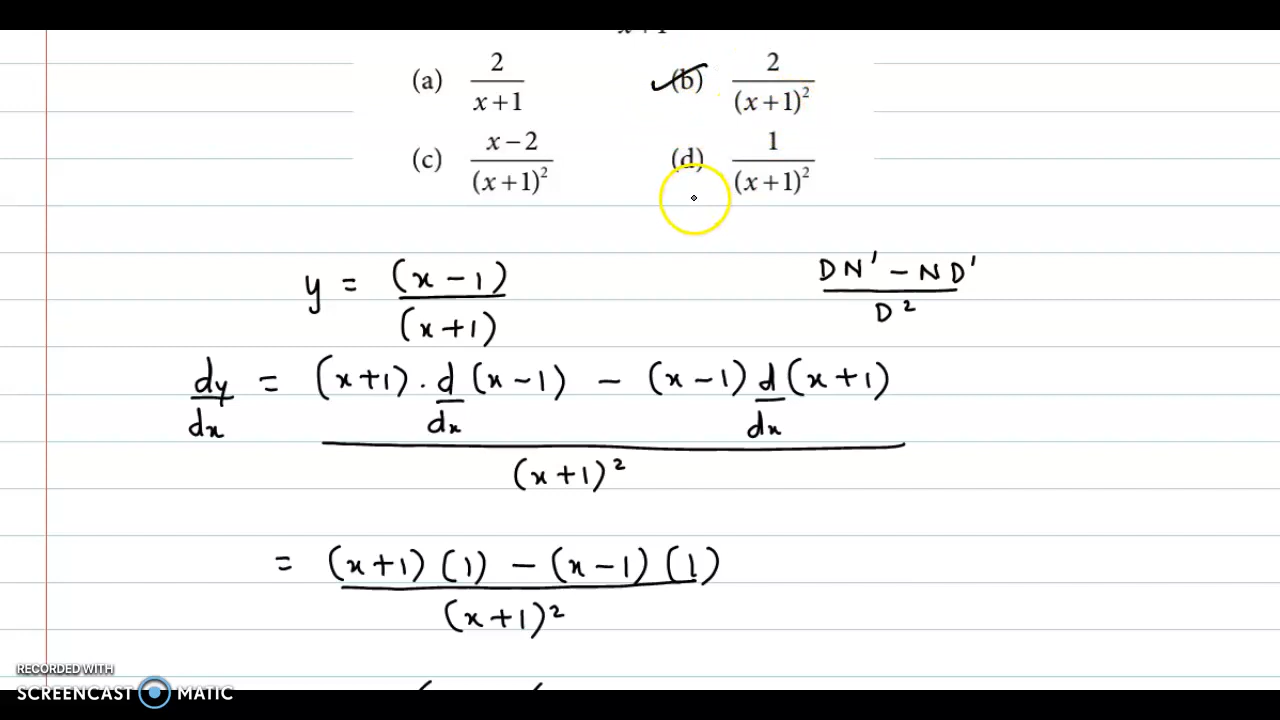 (a) 2/(x+1) (b) 2/(x+1)²
(c) (x−2)/(x+1)² (d) 1/(x+1)²
y = (x−1)/(x+1) (DN′ − ND′)/D²
dy/dx = ((x+1) · d/dx (x−1) − (x−1) d/dx (x+1))/(x+1)²
= ((x+1)(1) − (x−1)(1))/(x+1)²
RECORDED WITH
SCREENCAST MATIC